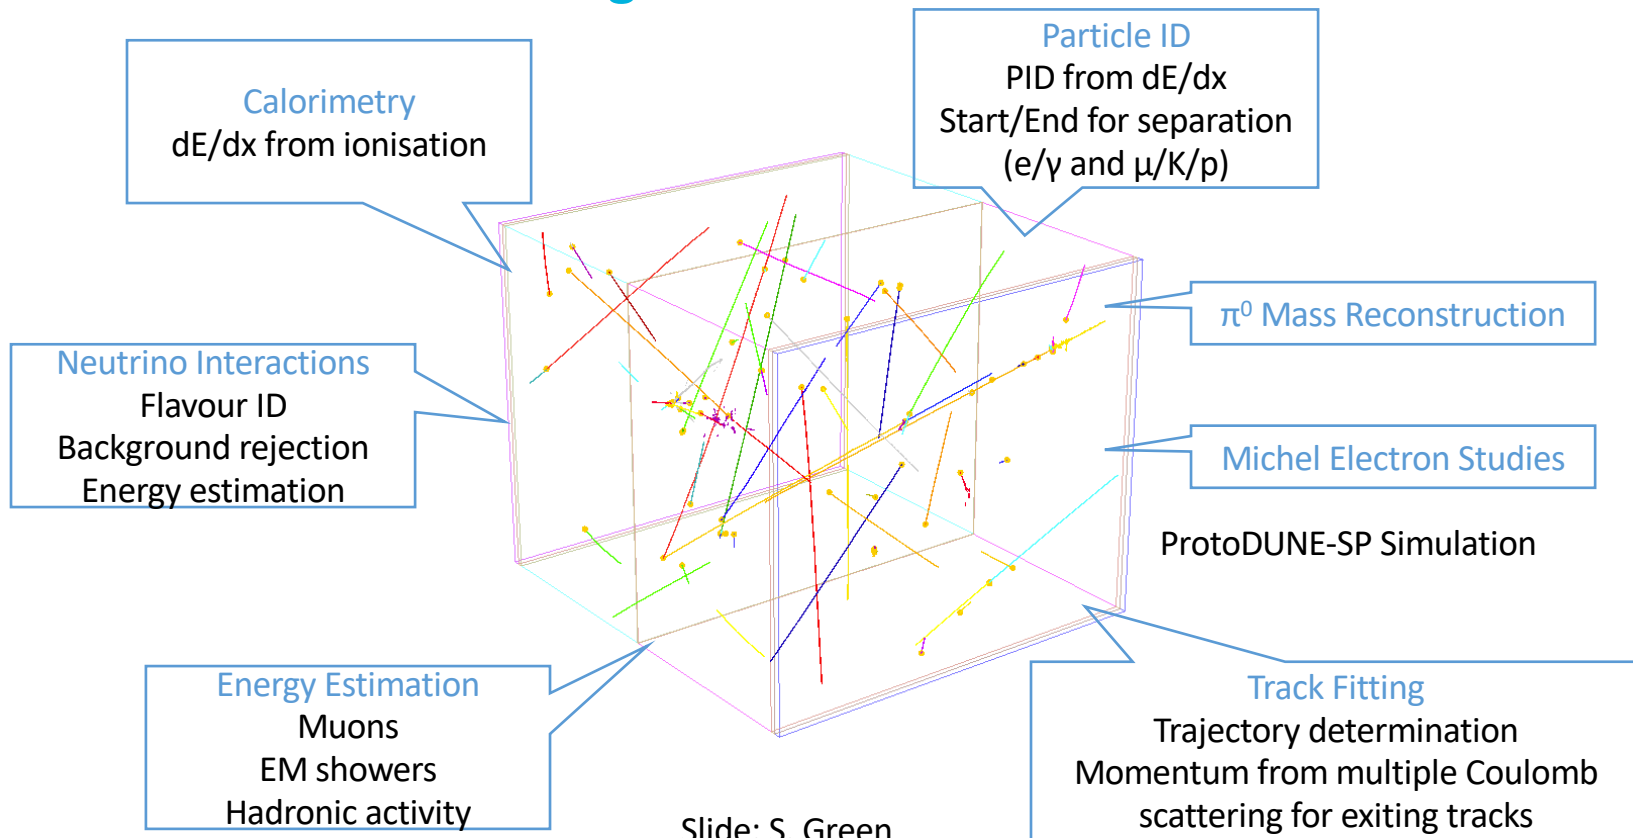 Calorimetry
dE/dx from ionisation
Particle ID
PID from dE/dx
Start/End for separation
(e/γ and μ/K/p)
π⁰ Mass Reconstruction
Neutrino Interactions
Flavour ID
Background rejection
Energy estimation
Michel Electron Studies
ProtoDUNE-SP Simulation
Energy Estimation
Muons
EM showers
Hadronic activity
Track Fitting
Trajectory determination
Momentum from multiple Coulomb
scattering for exiting tracks
Slide: S. Green